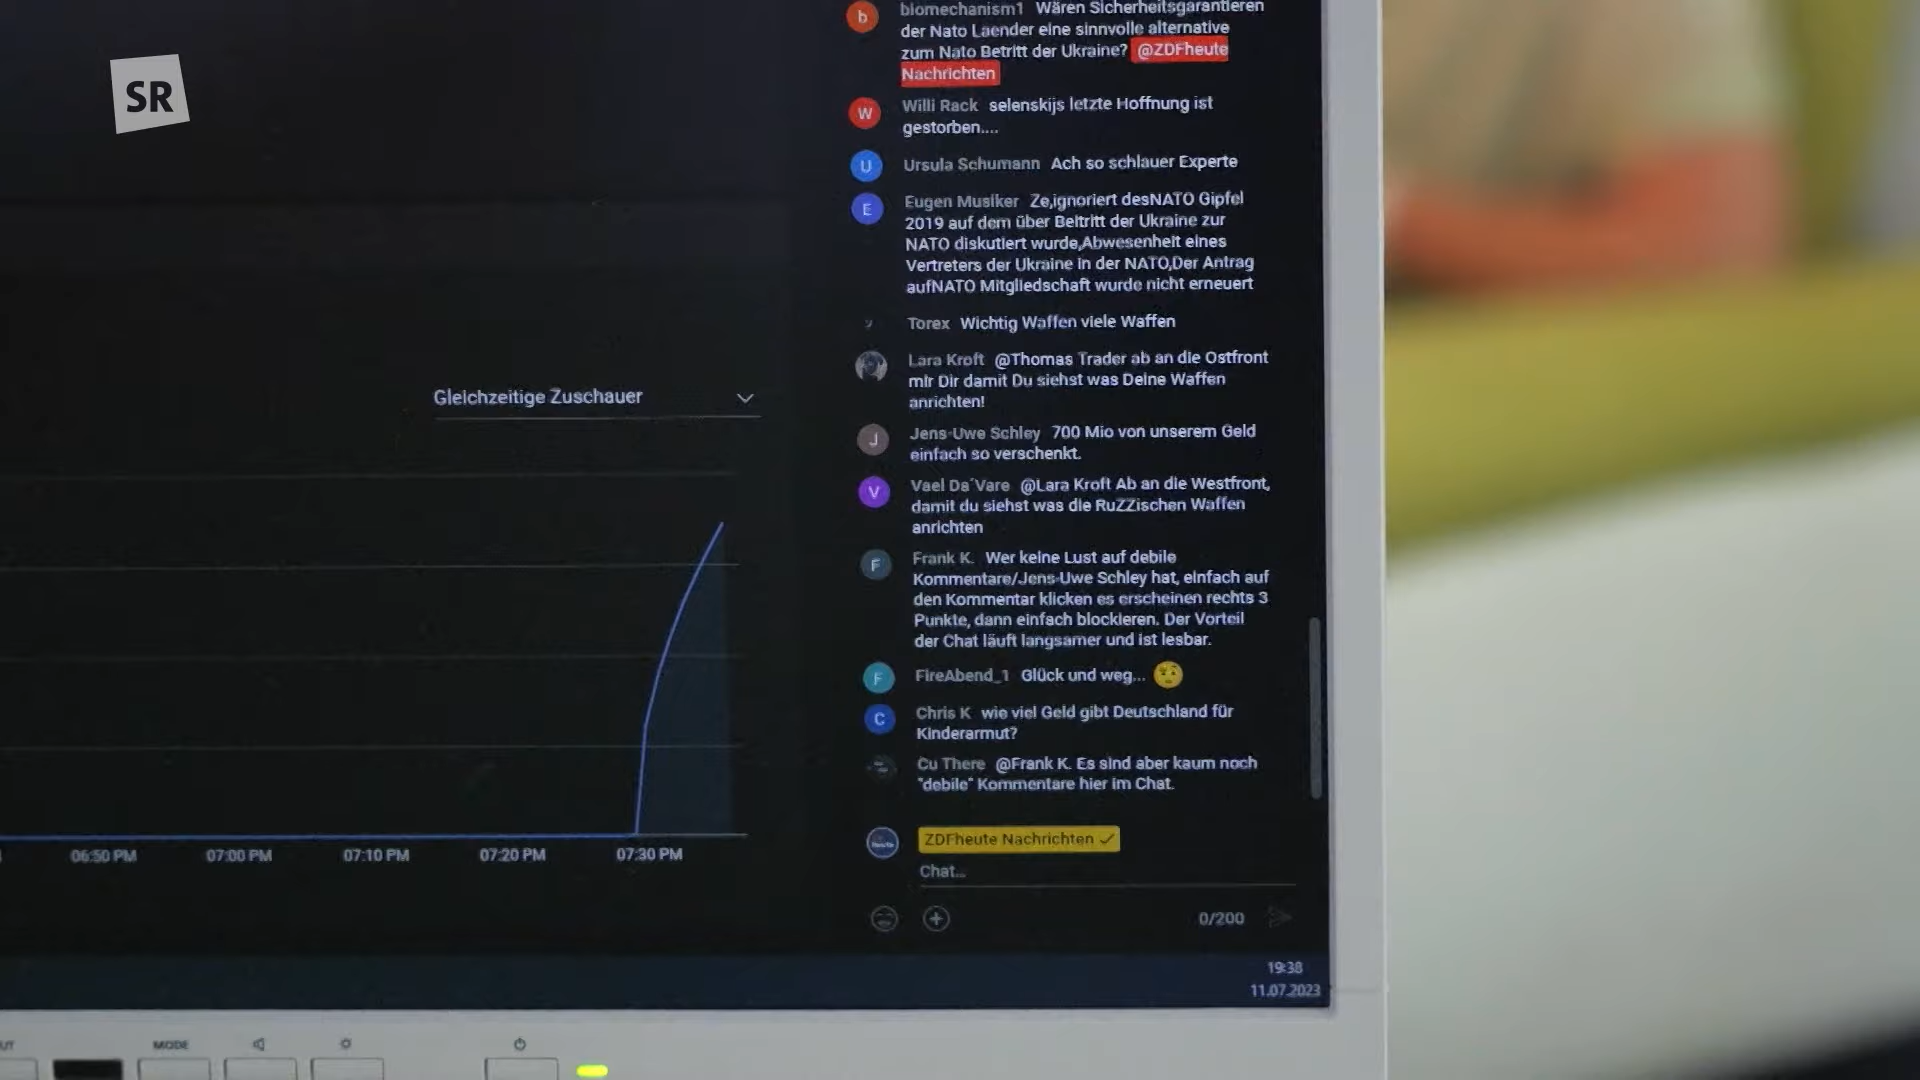 SR
biomechanism1 Wären Sicherheitsgarantieren
der Nato Laender eine sinnvolle alternative
zum Nato Betritt der Ukraine? @ZDFheute
Nachrichten
W
Willi Rack selenskijs letzte Hoffnung ist
gestorben....
U
Ursula Schumann Ach so schlauer Experte
E
Eugen Musiker Ze,ignoriert desNATO Gipfel
2019 auf dem über Beitritt der Ukraine zur
NATO diskutiert wurde,Abwesenheit eines
Vertreters der Ukraine in der NATO,Der Antrag
aufNATO Mitgliedschaft wurde nicht erneuert
Torex Wichtig Waffen viele Waffen
Lara Kroft @Thomas Trader ab an die Ostfront
mir Dir damit Du siehst was Deine Waffen
anrichten!
J
Jens-Uwe Schley 700 Mio von unserem Geld
einfach so verschenkt.
V
Vael Da´Vare @Lara Kroft Ab an die Westfront,
damit du siehst was die RuZZischen Waffen
anrichten
F
Frank K. Wer keine Lust auf debile
Kommentare/Jens-Uwe Schley hat, einfach auf
den Kommentar klicken es erscheinen rechts 3
Punkte, dann einfach blockieren. Der Vorteil
der Chat läuft langsamer und ist lesbar.
F
FireAbend_1 Glück und weg...
C
Chris K wie viel Geld gibt Deutschland für
Kinderarmut?
Cu There @Frank K. Es sind aber kaum noch
"debile" Kommentare hier im Chat.
ZDFheute Nachrichten
Chat...
0/200
b
Gleichzeitige Zuschauer
06:50 PM 07:00 PM 07:10 PM 07:20 PM 07:30 PM
19:38
11.07.2023
MODE